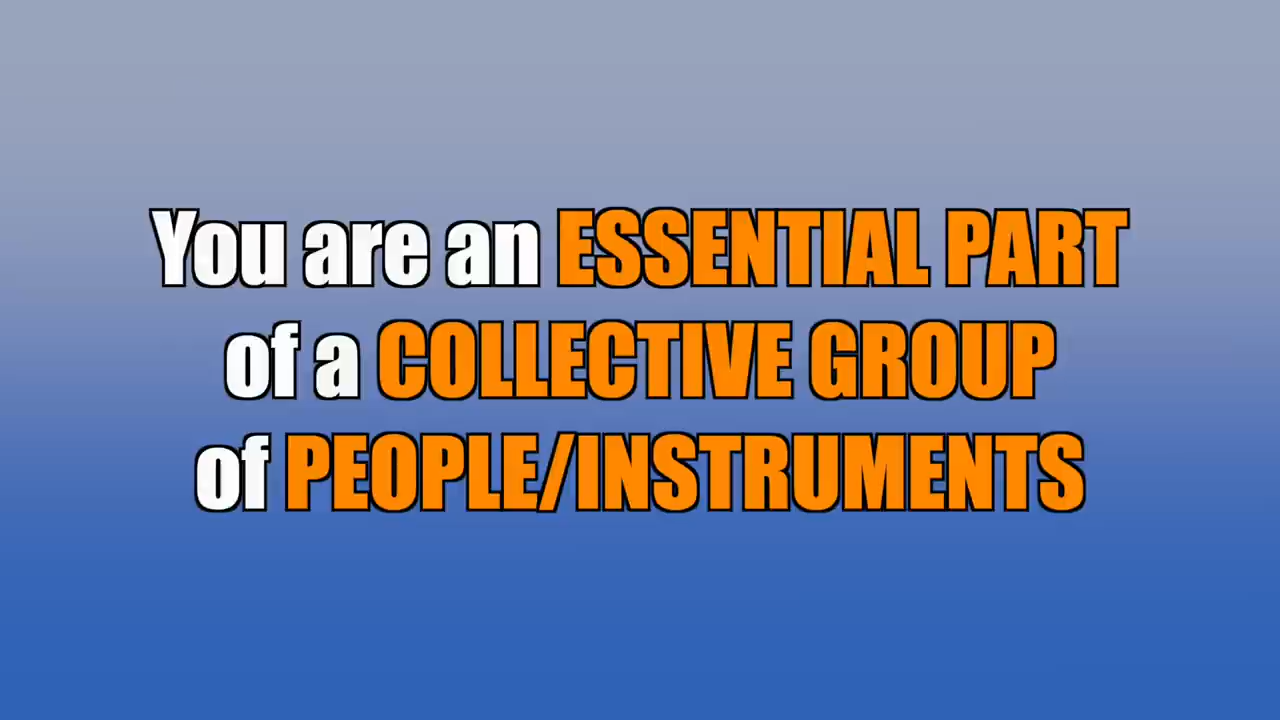 You are an ESSENTIAL PART
of a COLLECTIVE GROUP
of PEOPLE/INSTRUMENTS